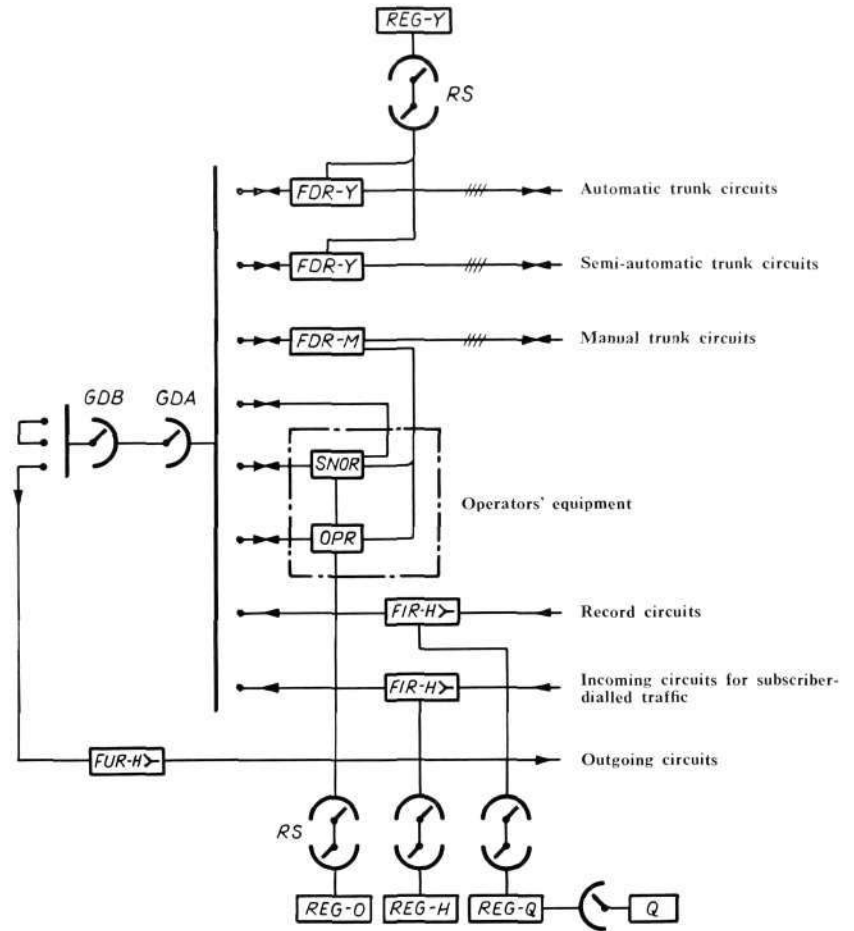 REG-Y
RS
FDR-Y
Automatic trunk circuits
FDR-Y
Semi-automatic trunk circuits
FDR-M
Manual trunk circuits
GDB
GDA
SNOR
Operators' equipment
OPR
FIR-H
Record circuits
FIR-H
Incoming circuits for subscriber-
dialled traffic
FUR-H
Outgoing circuits
RS
REG-O
REG-H
REG-Q
Q